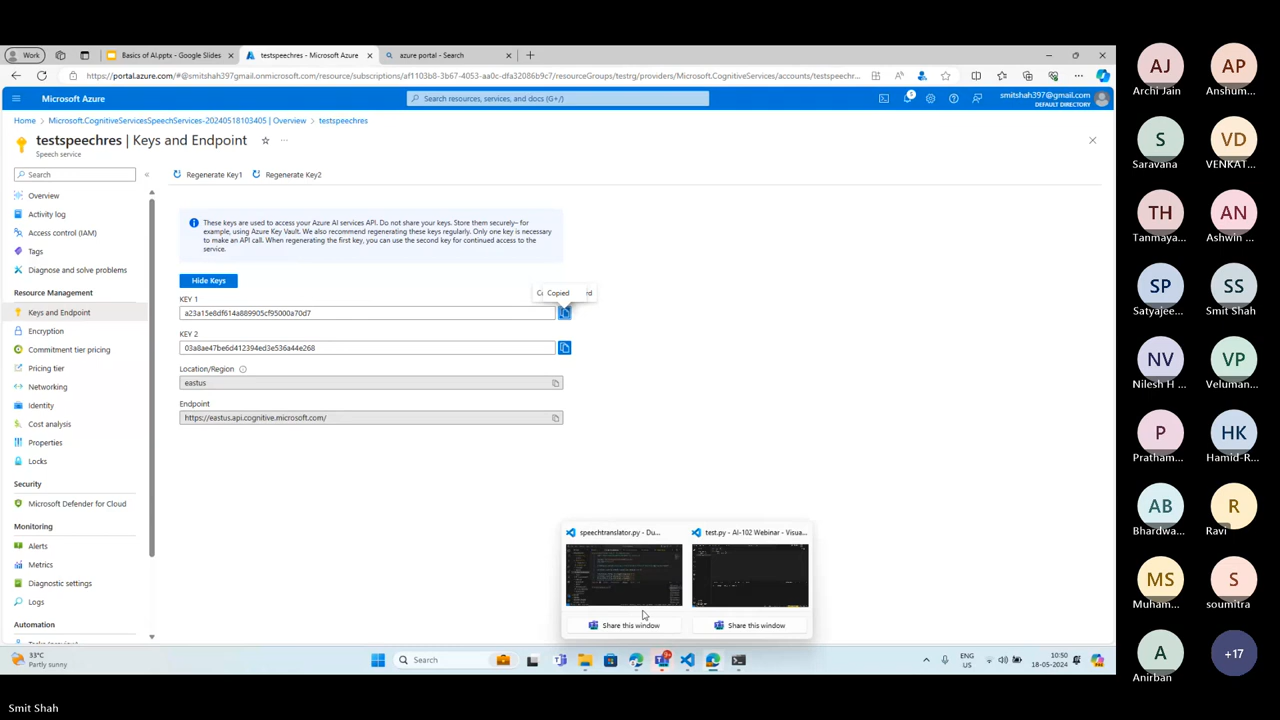 Work
Basics of AI.pptx - Google Slides
testspeechres - Microsoft Azure
azure portal - Search
https://portal.azure.com/#@smitshah397gmail.onmicrosoft.com/resource/subscriptions/af1103b8-3b67-4053-aa0c-dfa32086b9c7/resourceGroups/testrg/providers/Microsoft.CognitiveServices/accounts/testspeechr...
Microsoft Azure
Search resources, services, and docs (G+/)
5
smitshah397@gmail.com
DEFAULT DIRECTORY
Home > Microsoft.CognitiveServicesSpeechServices-20240518103405 | Overview > testspeechres
testspeechres | Keys and Endpoint
Speech service
Search
Regenerate Key1
Regenerate Key2
Overview
Activity log
Access control (IAM)
Tags
Diagnose and solve problems
Resource Management
Keys and Endpoint
Encryption
Commitment tier pricing
Pricing tier
Networking
Identity
Cost analysis
Properties
Locks
Security
Microsoft Defender for Cloud
Monitoring
Alerts
Metrics
Diagnostic settings
Logs
Automation
These keys are used to access your Azure AI services API. Do not share your keys. Store them securely– for
example, using Azure Key Vault. We also recommend regenerating these keys regularly. Only one key is necessary
to make an API call. When regenerating the first key, you can use the second key for continued access to the
service.
Hide Keys
Copied
KEY 1
a23a15e8df614a889905cf95000a70d7
KEY 2
03a8ae47be6d412394ed3e536a44e268
Location/Region
eastus
Endpoint
https://eastus.api.cognitive.microsoft.com/
speechtranslator.py - Du...
test.py - AI-102 Webinar - Visua...
Share this window
Share this window
33°C
Partly sunny
Search
ENG
US
10:50
18-05-2024
AJ
Archi Jain
AP
Anshum...
S
Saravana
VD
VENKAT...
TH
Tanmaya...
AN
Ashwin ...
SP
Satyajee...
SS
Smit Shah
NV
Nilesh H ...
VP
Veluman...
P
Pratham...
HK
Hamid-R...
AB
Bhardwa...
R
Ravi
MS
Muham...
S
soumitra
A
Anirban
+17
Smit Shah